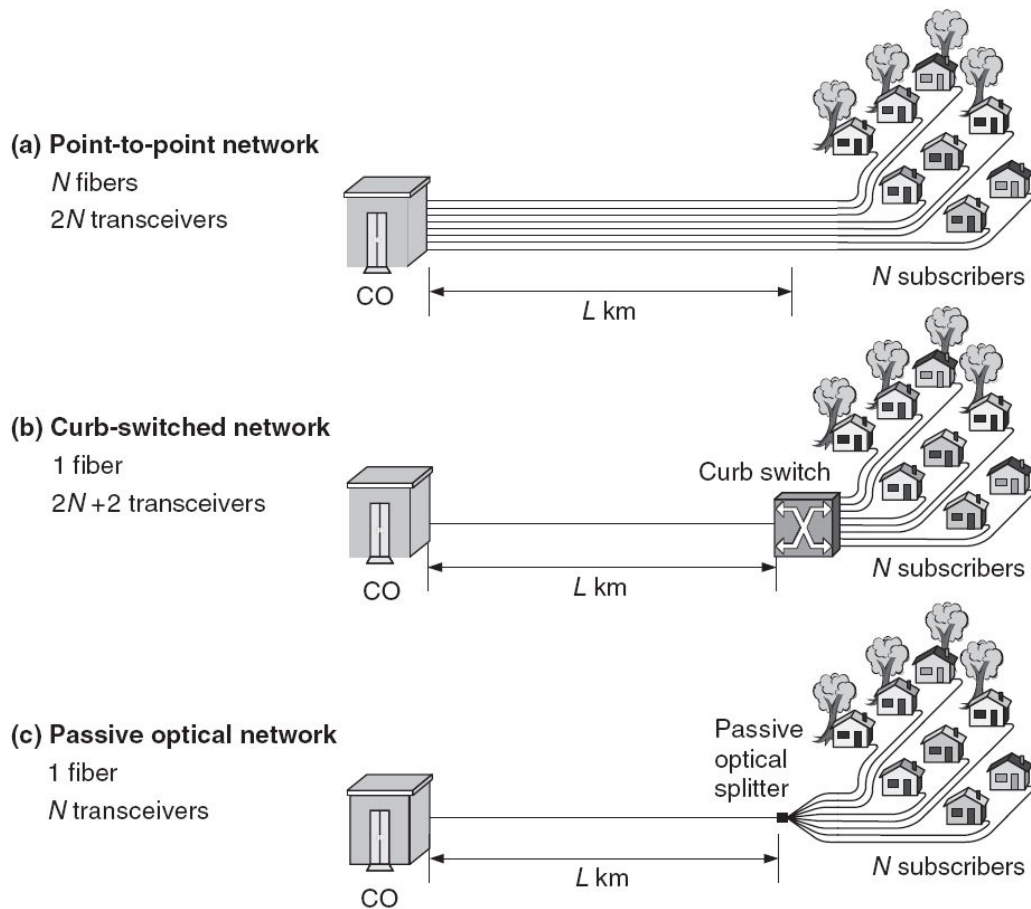 (a) Point-to-point network
N fibers
2N transceivers
CO
L km
N subscribers
(b) Curb-switched network
1 fiber
2N+2 transceivers
Curb switch
CO
L km
N subscribers
(c) Passive optical network
1 fiber
N transceivers
Passive
optical
splitter
CO
L km
N subscribers